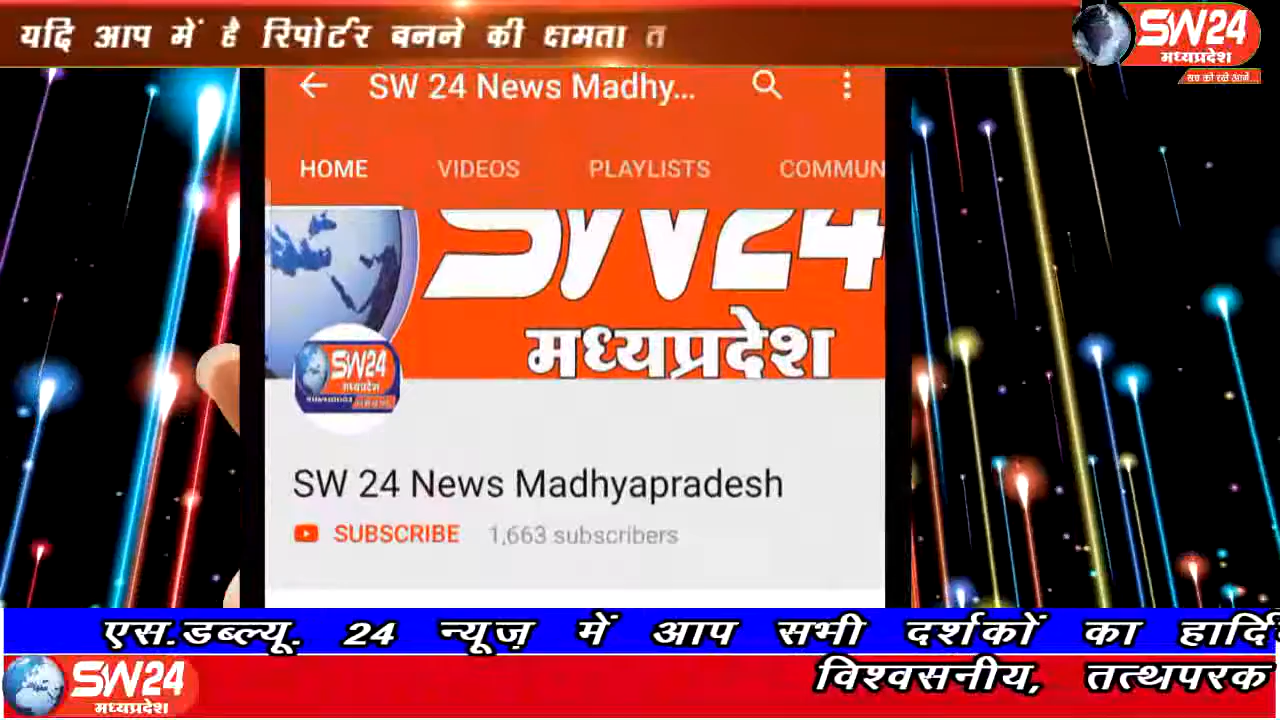 यदि आप में है रिपोर्टर बनने की क्षमता त
SW24
मध्यप्रदेश
SW 24 News Madhy...
HOME VIDEOS PLAYLISTS COMMUN
SW24
मध्यप्रदेश
SW24
मध्यप्रदेश
SW 24 News Madhyapradesh
SUBSCRIBE 1,663 subscribers
एस.डब्ल्यू. 24 न्यूज़ में आप सभी दर्शकों का हार्दि
विश्वसनीय, तत्थपरक
SW24
मध्यप्रदेश